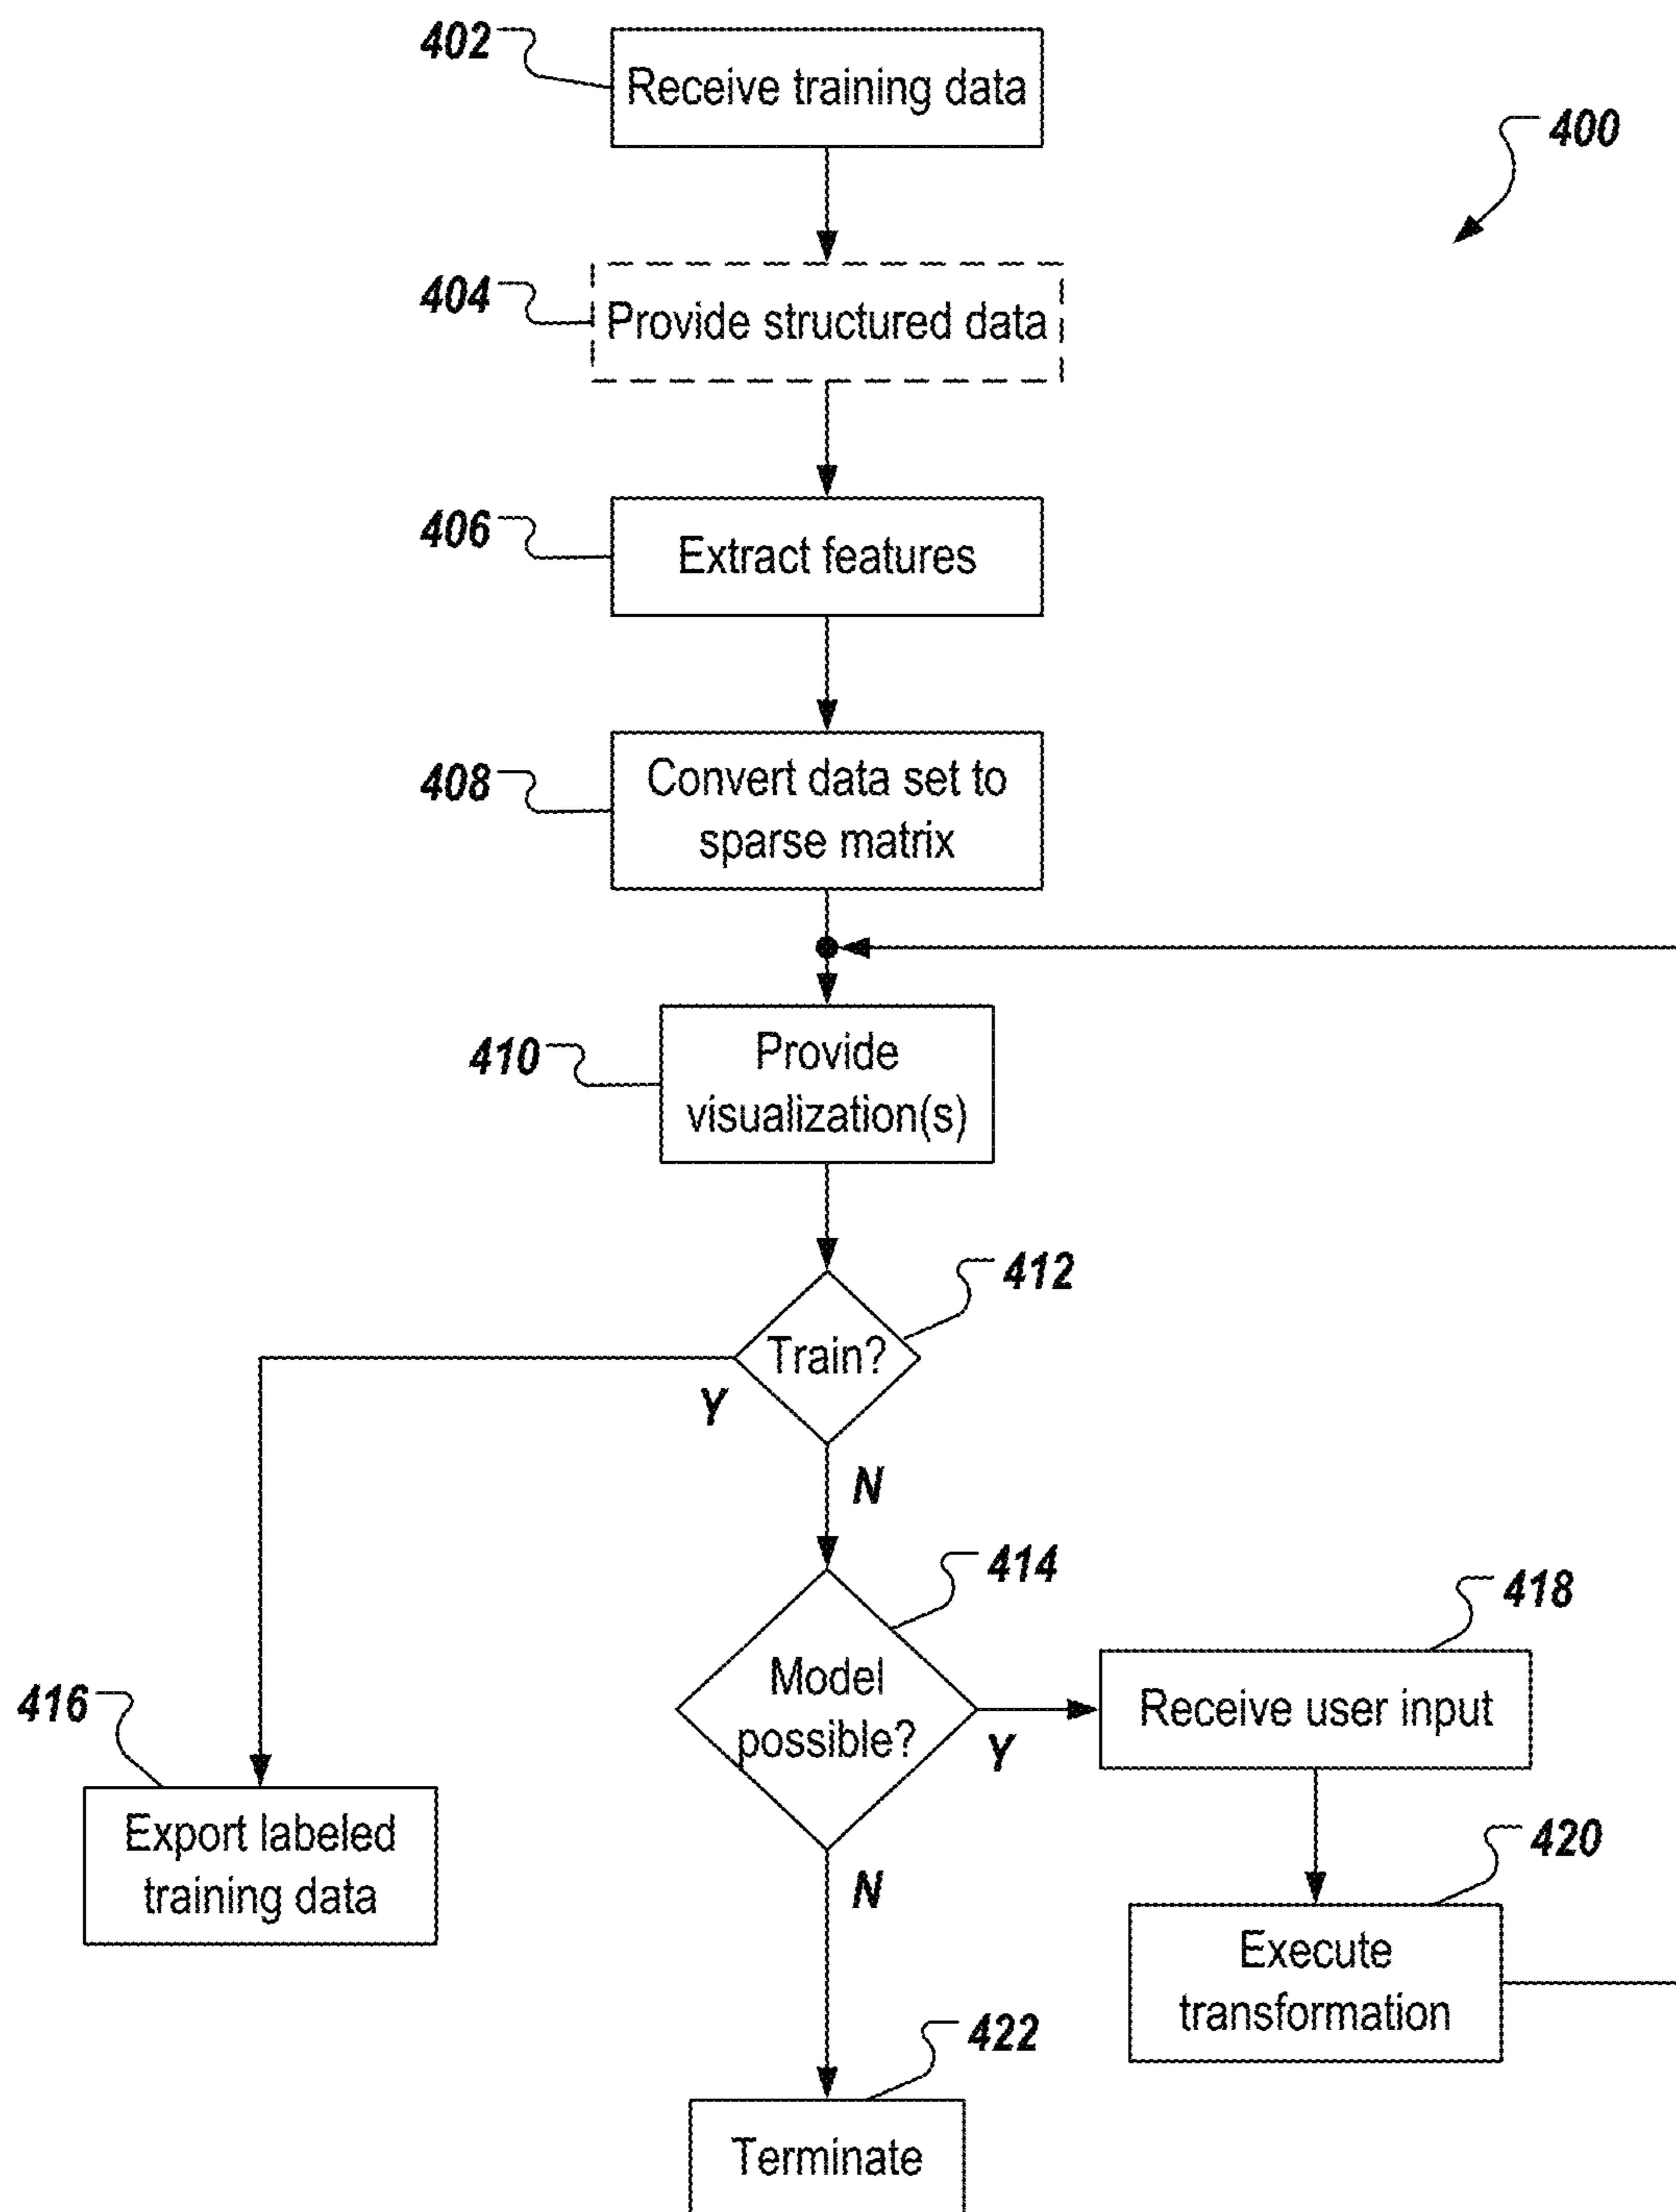 402
Receive training data
400
404
Provide structured data
406
Extract features
408
Convert data set to
sparse matrix
410
Provide
visualization(s)
412
Train?
Y
N
414
Model
possible?
Y
N
418
Receive user input
416
Export labeled
training data
420
Execute
transformation
422
Terminate